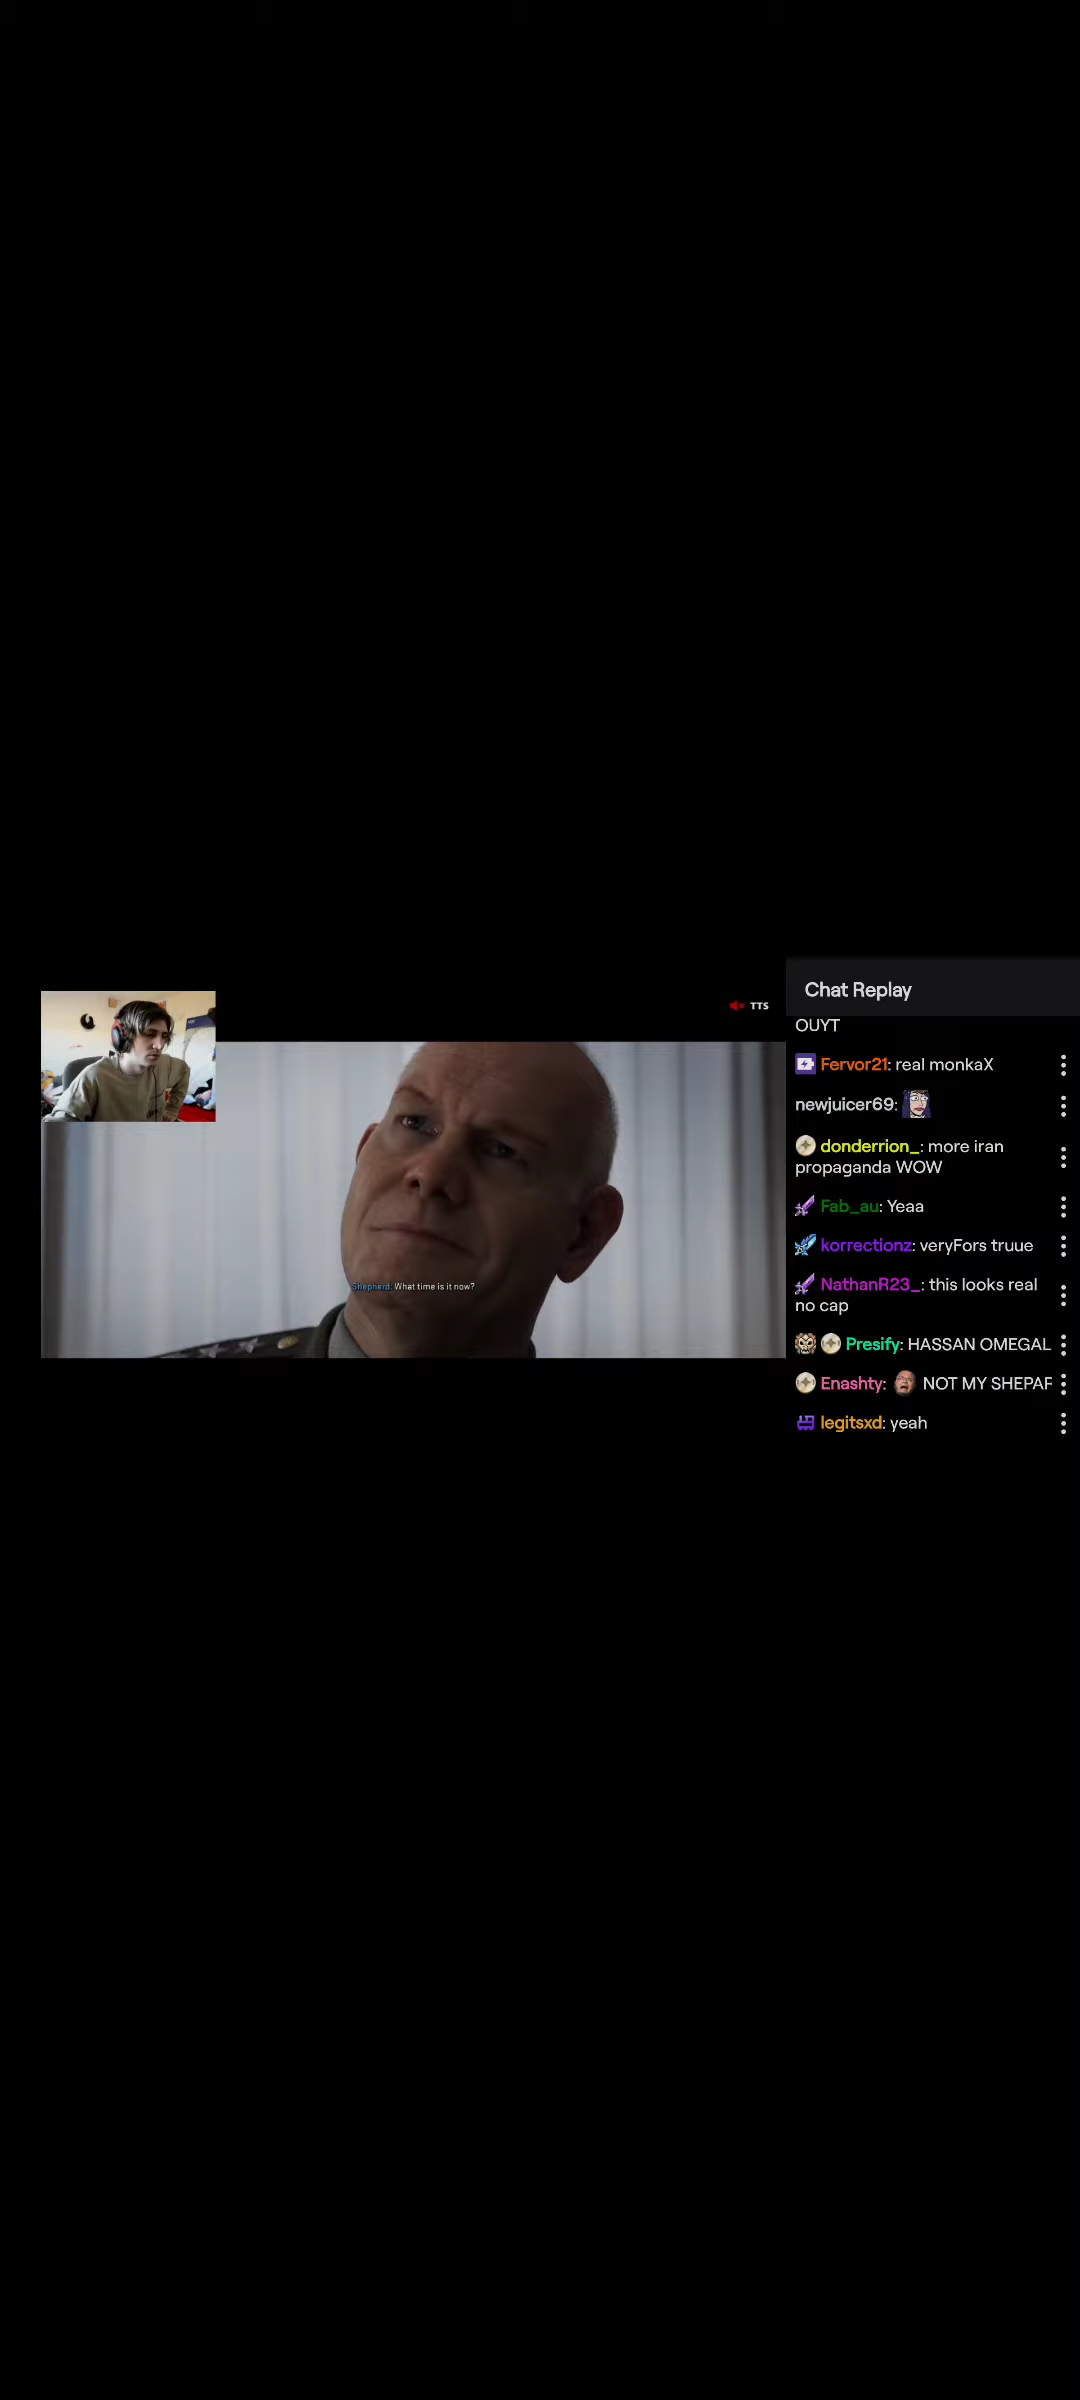 TTS
Shepherd: What time is it now?
Chat Replay
OUYT
Fervor21: real monkaX
newjuicer69:
donderrion_: more iran
propaganda WOW
Fab_au: Yeaa
korrectionz: veryFors truue
NathanR23_: this looks real
no cap
Presify: HASSAN OMEGAL
Enashty: NOT MY SHEPAR
legitsxd: yeah